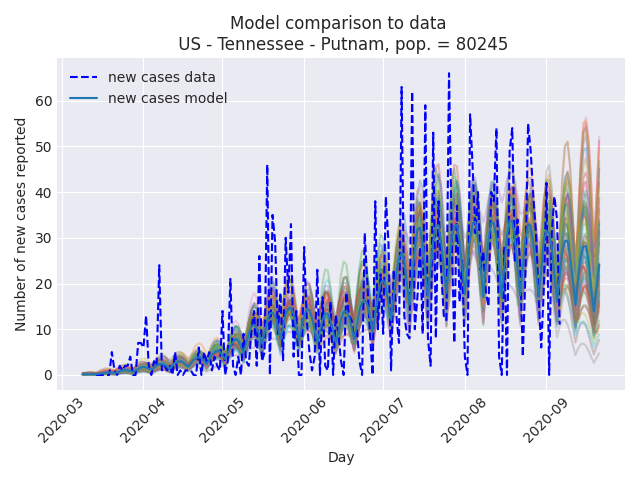 Model comparison to data
US - Tennessee - Putnam, pop. = 80245
new cases data
new cases model
Number of new cases reported
60
50
40
30
20
10
0
2020-03
2020-04
2020-05
2020-06
2020-07
2020-08
2020-09
Day